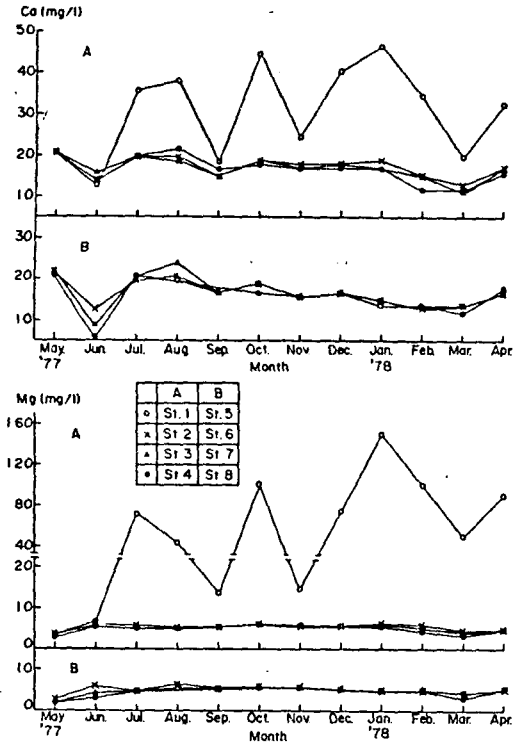 Ca (mg/l)
50
A
40
30
20
10
30
B
20
10
May. Jun. Jul. Aug. Sep. Oct. Nov. Dec. Jan. Feb. Mar. Apr.
'77 Month '78
Mg (mg/l)
160
A
A B
St. 1 St. 5
St 2 St. 6
St 3 St. 7
St 4 St 8
120
80
40
20
10
0
10
B
0
May Jun. Jul. Aug. Sep. Oct. Nov. Dec. Jan. Feb. Mar. Apr.
'77 Month '78